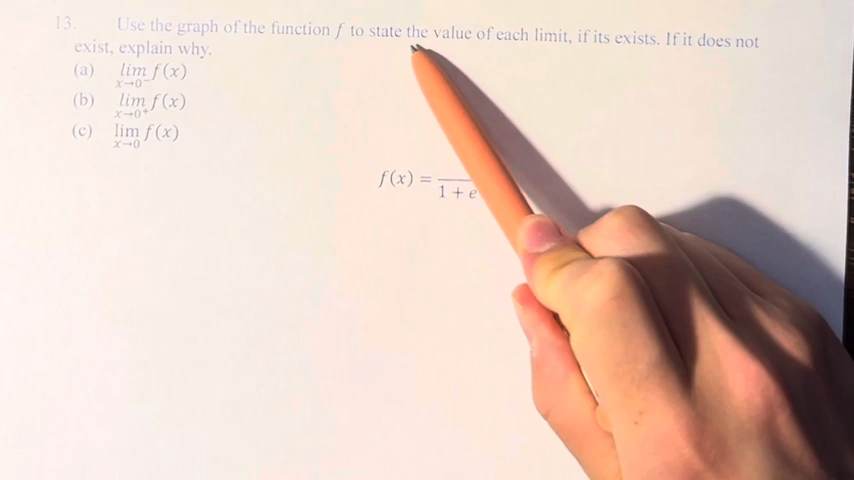 13. Use the graph of the function f to state the value of each limit, if its exists. If it does not
exist, explain why.
(a) lim f(x)
x→0⁻
(b) lim f(x)
x→0⁺
(c) lim f(x)
x→0
f(x) =
1 + e